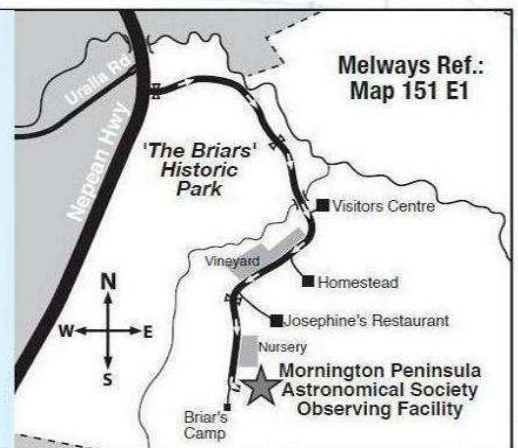 Melways Ref.:
Map 151 E1
Uralla Rd
Nepean Hwy
'The Briars'
Historic
Park
Visitors Centre
Vineyard
Homestead
N
W
E
S
Josephine's Restaurant
Nursery
Mornington Peninsula
Astronomical Society
Observing Facility
Briar's
Camp